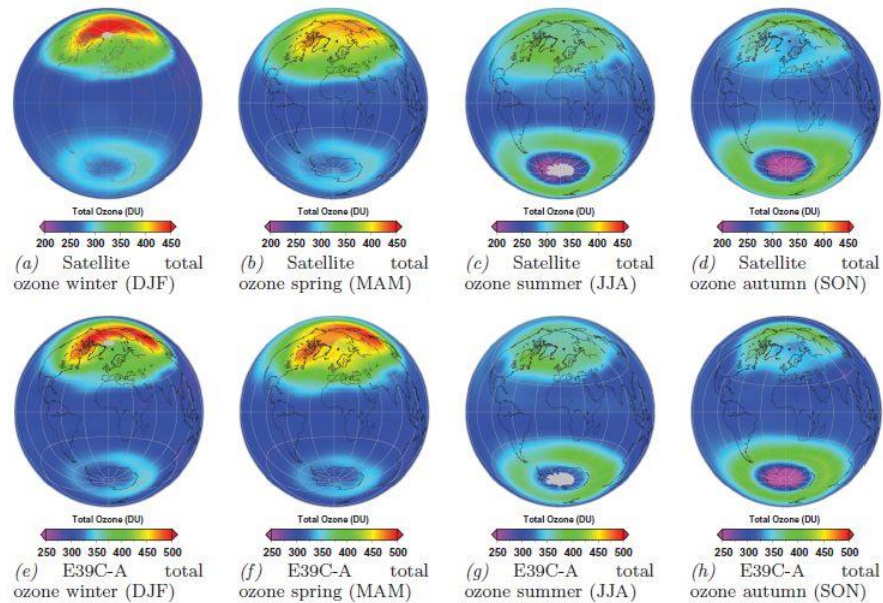 Total Ozone (DU) Total Ozone (DU) Total Ozone (DU) Total Ozone (DU)
200 250 300 350 400 450 200 250 300 350 400 450 200 250 300 350 400 450 200 250 300 350 400 450
(a) Satellite total (b) Satellite total (c) Satellite total (d) Satellite total
ozone winter (DJF) ozone spring (MAM) ozone summer (JJA) ozone autumn (SON)
Total Ozone (DU) Total Ozone (DU) Total Ozone (DU) Total Ozone (DU)
250 300 350 400 450 500 250 300 350 400 450 500 250 300 350 400 450 500 250 300 350 400 450 500
(e) E39C-A total (f) E39C-A total (g) E39C-A total (h) E39C-A total
ozone winter (DJF) ozone spring (MAM) ozone summer (JJA) ozone autumn (SON)